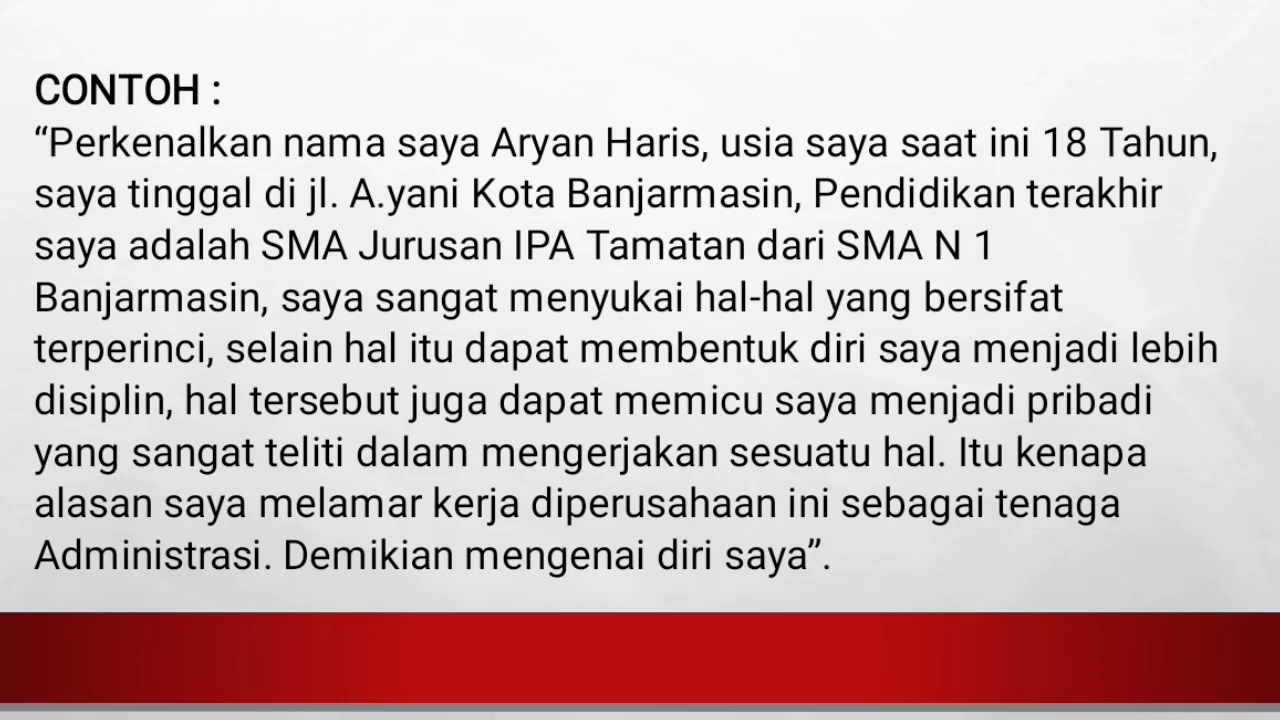 CONTOH :
“Perkenalkan nama saya Aryan Haris, usia saya saat ini 18 Tahun,
saya tinggal di jl. A.yani Kota Banjarmasin, Pendidikan terakhir
saya adalah SMA Jurusan IPA Tamatan dari SMA N 1
Banjarmasin, saya sangat menyukai hal-hal yang bersifat
terperinci, selain hal itu dapat membentuk diri saya menjadi lebih
disiplin, hal tersebut juga dapat memicu saya menjadi pribadi
yang sangat teliti dalam mengerjakan sesuatu hal. Itu kenapa
alasan saya melamar kerja diperusahaan ini sebagai tenaga
Administrasi. Demikian mengenai diri saya”.